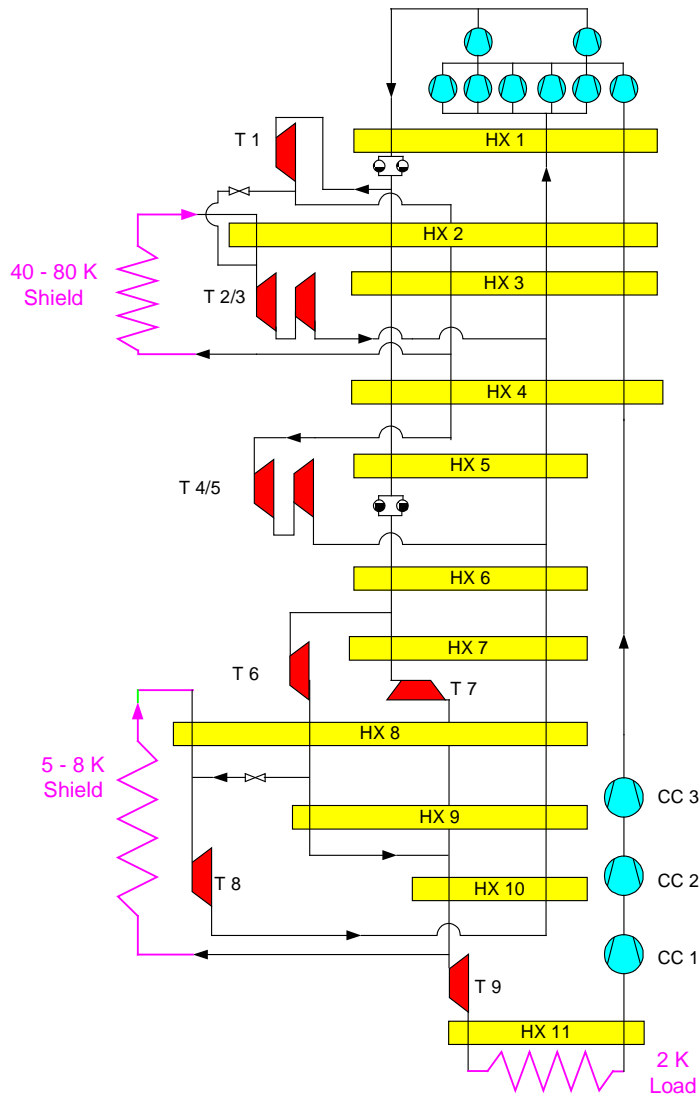 HX 1
T 1
HX 2
40 - 80 K
Shield
T 2/3
HX 3
HX 4
HX 5
T 4/5
HX 6
HX 7
T 6
T 7
HX 8
5 - 8 K
Shield
CC 3
HX 9
T 8
HX 10
CC 2
CC 1
T 9
HX 11
2 K
Load